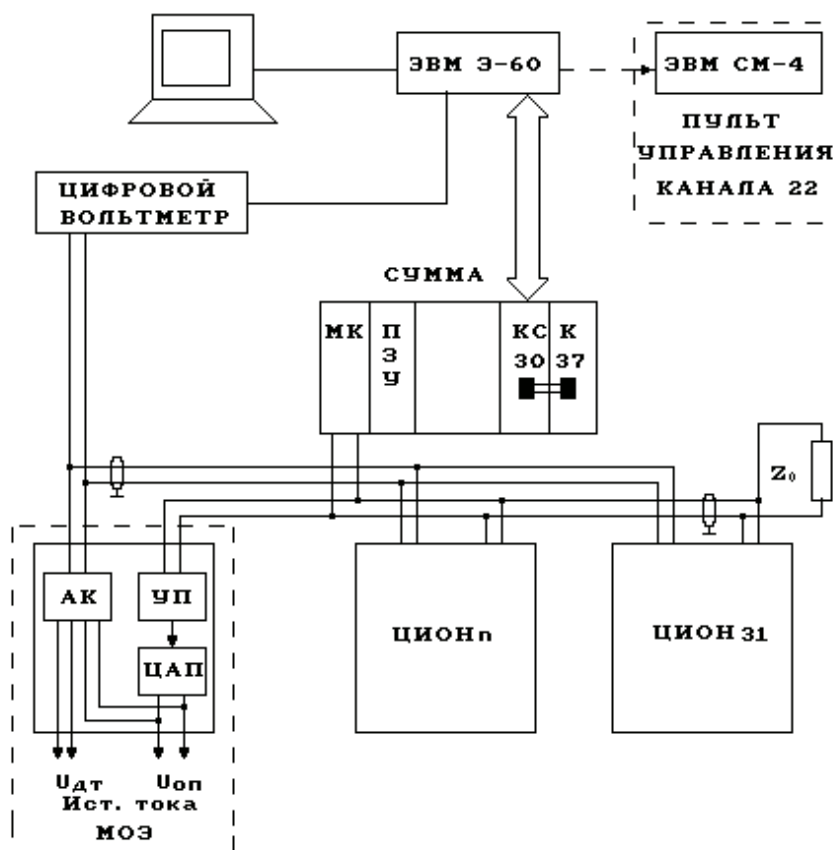 ЭВМ Э-60
ЭВМ СМ-4
ПУЛЬТ
УПРАВЛЕНИЯ
КАНАЛА 22
ЦИФРОВОЙ
ВОЛЬТМЕТР
СУММА
МК
П
З
У
КС
30
К
37
Z₀
АК
УП
ЦАП
ЦИОНn
ЦИОН 31
Uдт
Uоп
Ист. тока
МОЭ